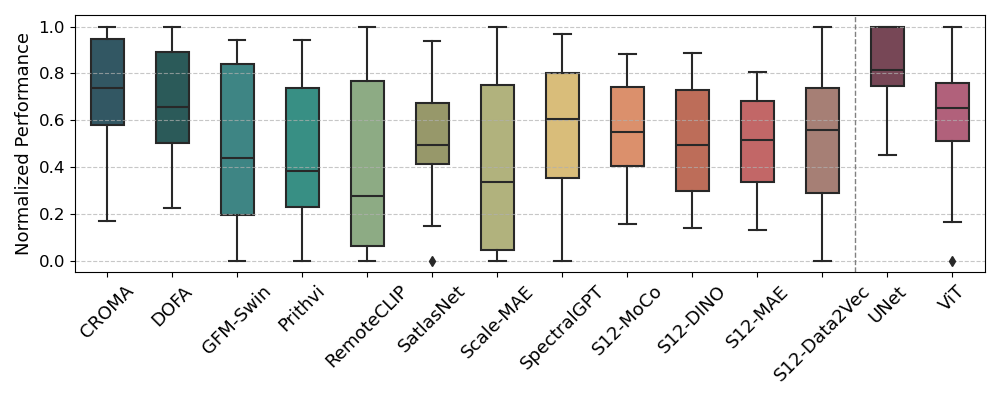 Normalized Performance
1.0
0.8
0.6
0.4
0.2
0.0
CROMA
DOFA
GFM-Swin
Prithvi
RemoteCLIP
SatlasNet
Scale-MAE
SpectralGPT
S12-MoCo
S12-DINO
S12-MAE
S12-Data2Vec
UNet
ViT